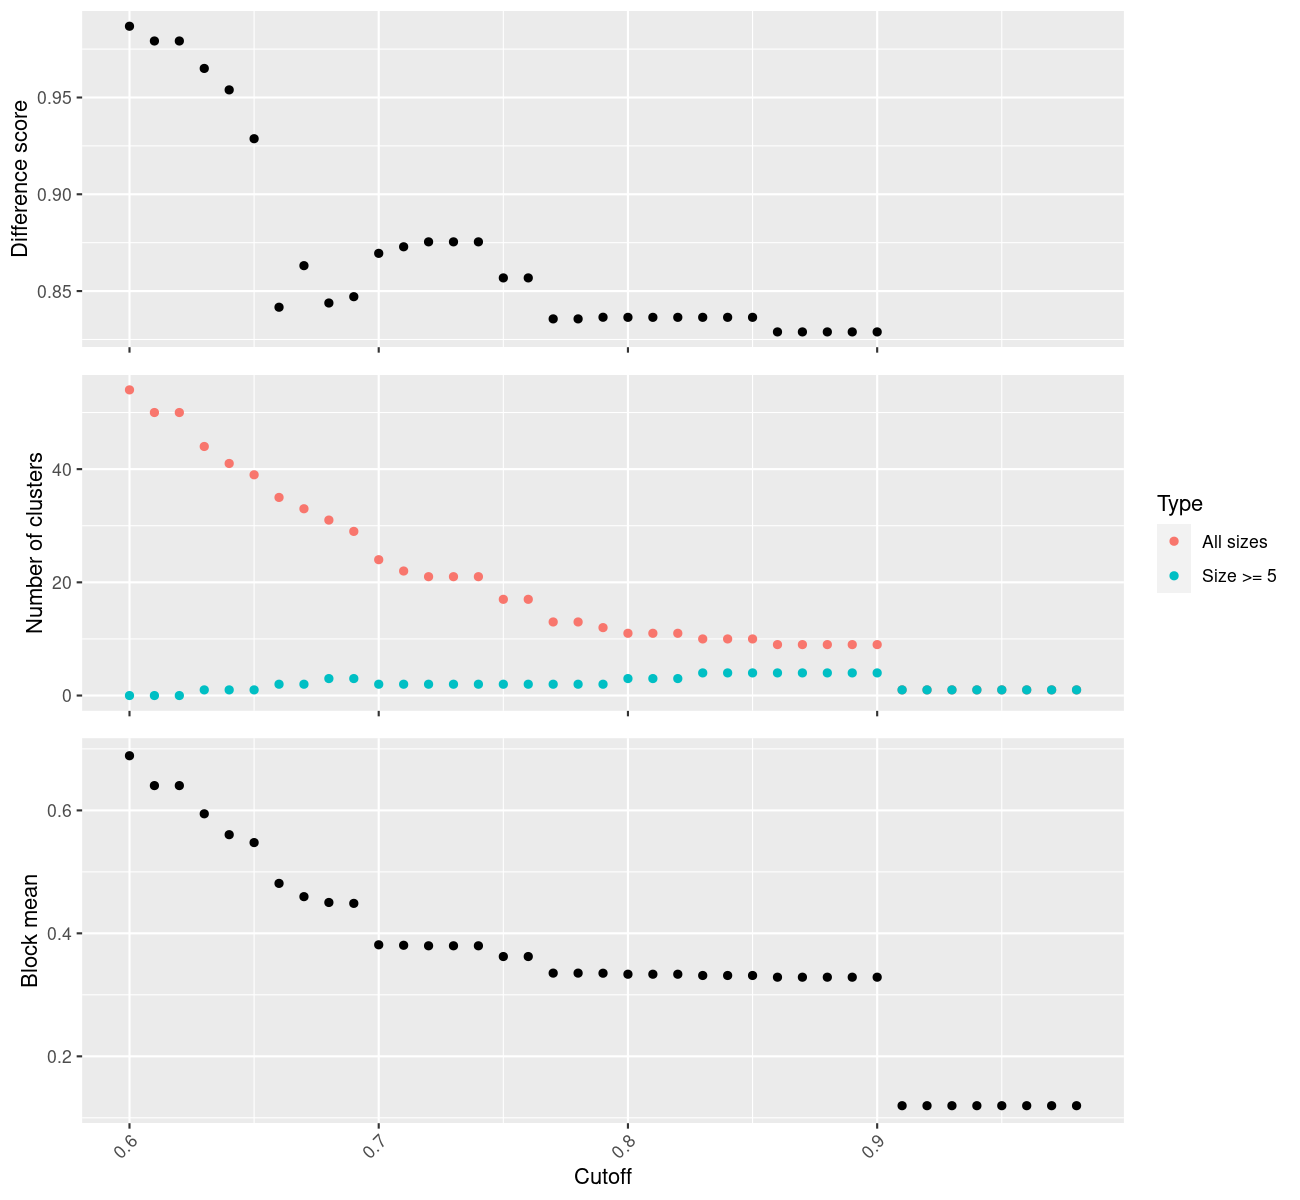 Difference score
0.95
0.90
0.85
Number of clusters
40
20
0
Type
All sizes
Size >= 5
Block mean
0.6
0.4
0.2
0.6 0.7 0.8 0.9
Cutoff